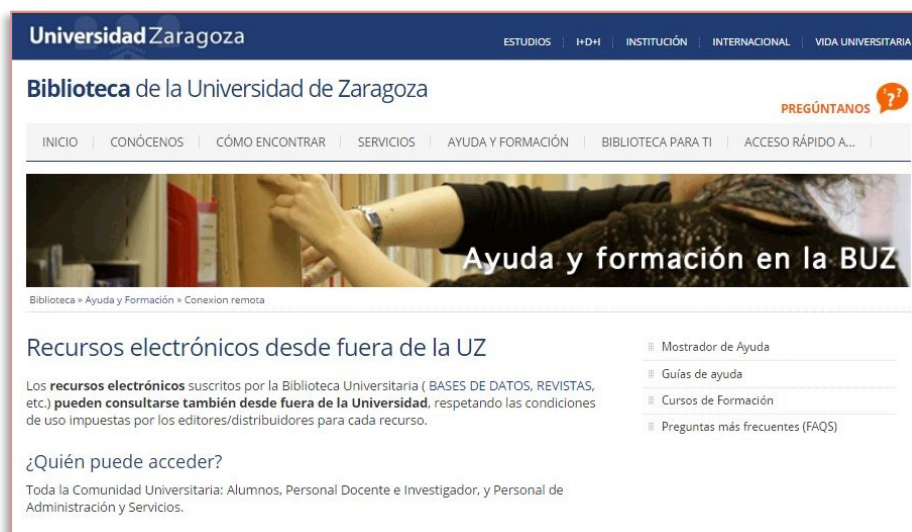 Universidad Zaragoza
ESTUDIOS I+D+I INSTITUCIÓN INTERNACIONAL VIDA UNIVERSITARIA
Biblioteca de la Universidad de Zaragoza
PREGÚNTANOS ???
INICIO CONÓCENOS CÓMO ENCONTRAR SERVICIOS AYUDA Y FORMACIÓN BIBLIOTECA PARA TI ACCESO RÁPIDO A...
Ayuda y formación en la BUZ
Biblioteca » Ayuda y Formación » Conexion remota
Recursos electrónicos desde fuera de la UZ
Los recursos electrónicos suscritos por la Biblioteca Universitaria ( BASES DE DATOS, REVISTAS,
etc.) pueden consultarse también desde fuera de la Universidad, respetando las condiciones
de uso impuestas por los editores/distribuidores para cada recurso.
¿Quién puede acceder?
Toda la Comunidad Universitaria: Alumnos, Personal Docente e Investigador, y Personal de
Administración y Servicios.
Mostrador de Ayuda
Guías de ayuda
Cursos de Formación
Preguntas más frecuentes (FAQS)